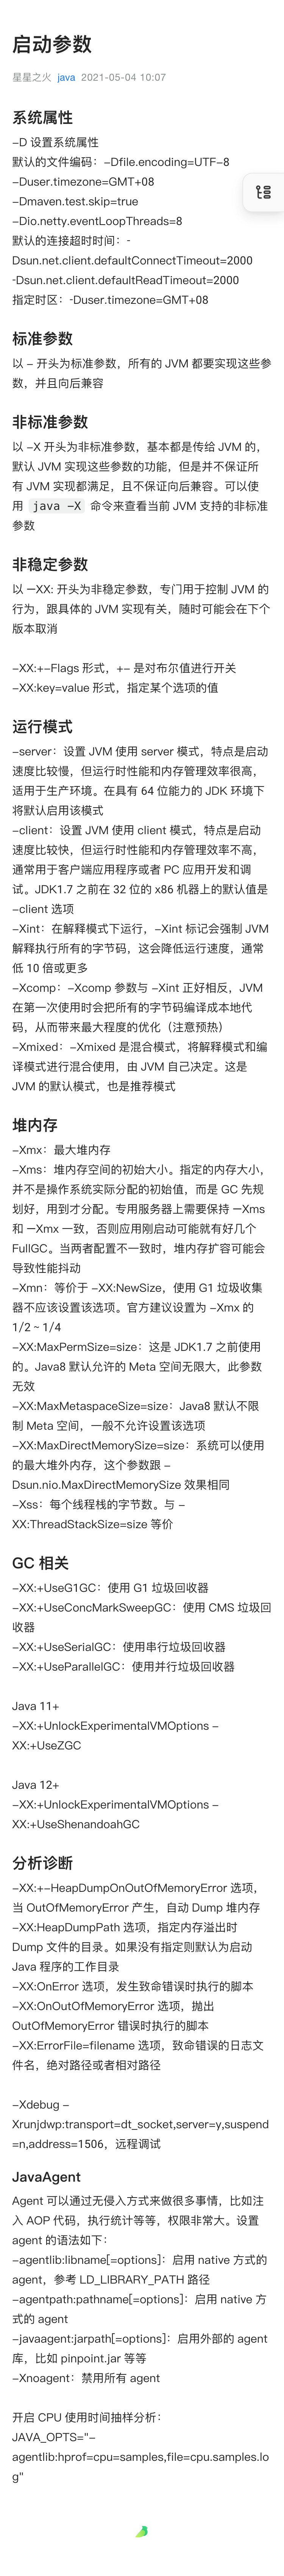 启动参数
星星之火 java 2021-05-04 10:07
系统属性
-D 设置系统属性
默认的文件编码：-Dfile.encoding=UTF-8
-Duser.timezone=GMT+08
-Dmaven.test.skip=true
-Dio.netty.eventLoopThreads=8
默认的连接超时时间：-
Dsun.net.client.defaultConnectTimeout=2000
-Dsun.net.client.defaultReadTimeout=2000
指定时区：-Duser.timezone=GMT+08
标准参数
以 - 开头为标准参数，所有的 JVM 都要实现这些参
数，并且向后兼容
非标准参数
以 -X 开头为非标准参数，基本都是传给 JVM 的，
默认 JVM 实现这些参数的功能，但是并不保证所
有 JVM 实现都满足，且不保证向后兼容。可以使
用 java -X 命令来查看当前 JVM 支持的非标准
参数
非稳定参数
以 —XX: 开头为非稳定参数，专门用于控制 JVM 的
行为，跟具体的 JVM 实现有关，随时可能会在下个
版本取消
-XX:+-Flags 形式，+- 是对布尔值进行开关
-XX:key=value 形式，指定某个选项的值
运行模式
-server：设置 JVM 使用 server 模式，特点是启动
速度比较慢，但运行时性能和内存管理效率很高，
适用于生产环境。在具有 64 位能力的 JDK 环境下
将默认启用该模式
-client：设置 JVM 使用 client 模式，特点是启动
速度比较快，但运行时性能和内存管理效率不高，
通常用于客户端应用程序或者 PC 应用开发和调
试。JDK1.7 之前在 32 位的 x86 机器上的默认值是
-client 选项
-Xint：在解释模式下运行，-Xint 标记会强制 JVM
解释执行所有的字节码，这会降低运行速度，通常
低 10 倍或更多
-Xcomp：-Xcomp 参数与 -Xint 正好相反，JVM
在第一次使用时会把所有的字节码编译成本地代
码，从而带来最大程度的优化（注意预热）
-Xmixed：-Xmixed 是混合模式，将解释模式和编
译模式进行混合使用，由 JVM 自己决定。这是
JVM 的默认模式，也是推荐模式
堆内存
-Xmx：最大堆内存
-Xms：堆内存空间的初始大小。指定的内存大小，
并不是操作系统实际分配的初始值，而是 GC 先规
划好，用到才分配。专用服务器上需要保持 —Xms
和 —Xmx 一致，否则应用刚启动可能就有好几个
FullGC。当两者配置不一致时，堆内存扩容可能会
导致性能抖动
-Xmn：等价于 -XX:NewSize，使用 G1 垃圾收集
器不应该设置该选项。官方建议设置为 -Xmx 的
1/2 ~ 1/4
-XX:MaxPermSize=size：这是 JDK1.7 之前使用
的。Java8 默认允许的 Meta 空间无限大，此参数
无效
-XX:MaxMetaspaceSize=size：Java8 默认不限
制 Meta 空间，一般不允许设置该选项
-XX:MaxDirectMemorySize=size：系统可以使用
的最大堆外内存，这个参数跟 -
Dsun.nio.MaxDirectMemorySize 效果相同
-Xss：每个线程栈的字节数。与 -
XX:ThreadStackSize=size 等价
GC 相关
-XX:+UseG1GC：使用 G1 垃圾回收器
-XX:+UseConcMarkSweepGC：使用 CMS 垃圾回
收器
-XX:+UseSerialGC：使用串行垃圾回收器
-XX:+UseParallelGC：使用并行垃圾回收器
Java 11+
-XX:+UnlockExperimentalVMOptions -
XX:+UseZGC
Java 12+
-XX:+UnlockExperimentalVMOptions -
XX:+UseShenandoahGC
分析诊断
-XX:+-HeapDumpOnOutOfMemoryError 选项，
当 OutOfMemoryError 产生，自动 Dump 堆内存
-XX:HeapDumpPath 选项，指定内存溢出时
Dump 文件的目录。如果没有指定则默认为启动
Java 程序的工作目录
-XX:OnError 选项，发生致命错误时执行的脚本
-XX:OnOutOfMemoryError 选项，抛出
OutOfMemoryError 错误时执行的脚本
-XX:ErrorFile=filename 选项，致命错误的日志文
件名，绝对路径或者相对路径
-Xdebug -
Xrunjdwp:transport=dt_socket,server=y,suspend
=n,address=1506，远程调试
JavaAgent
Agent 可以通过无侵入方式来做很多事情，比如注
入 AOP 代码，执行统计等等，权限非常大。设置
agent 的语法如下：
-agentlib:libname[=options]：启用 native 方式的
agent，参考 LD_LIBRARY_PATH 路径
-agentpath:pathname[=options]：启用 native 方
式的 agent
-javaagent:jarpath[=options]：启用外部的 agent
库，比如 pinpoint.jar 等等
-Xnoagent：禁用所有 agent
开启 CPU 使用时间抽样分析：
JAVA_OPTS="-
agentlib:hprof=cpu=samples,file=cpu.samples.lo
g"